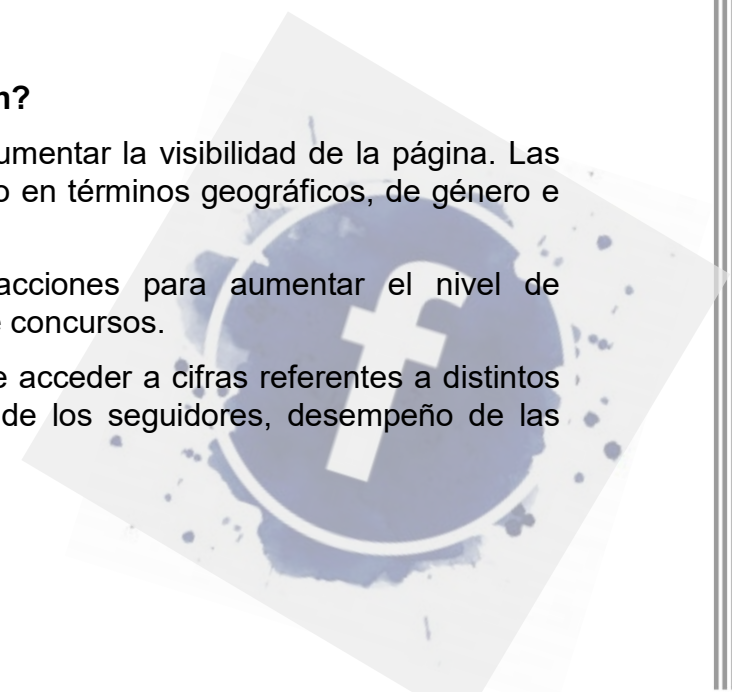 n?
umentar la visibilidad de la página. Las
o en términos geográficos, de género e
acciones para aumentar el nivel de
e concursos.
e acceder a cifras referentes a distintos
de los seguidores, desempeño de las
f